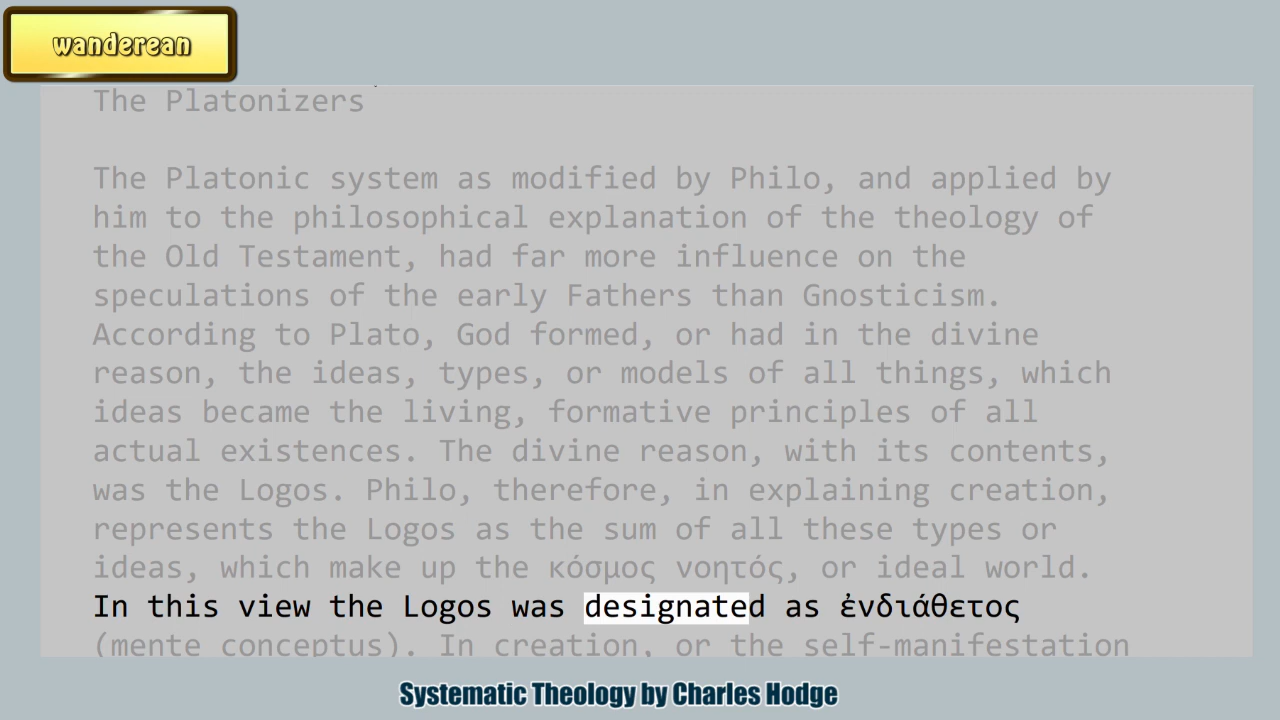 wanderean
The Platonizers
The Platonic system as modified by Philo, and applied by
him to the philosophical explanation of the theology of
the Old Testament, had far more influence on the
speculations of the early Fathers than Gnosticism.
According to Plato, God formed, or had in the divine
reason, the ideas, types, or models of all things, which
ideas became the living, formative principles of all
actual existences. The divine reason, with its contents,
was the Logos. Philo, therefore, in explaining creation,
represents the Logos as the sum of all these types or
ideas, which make up the κόσμος νοητός, or ideal world.
In this view the Logos was designated as ἐνδιάθετος
(mente conceptus). In creation, or the self-manifestation
Systematic Theology by Charles Hodge